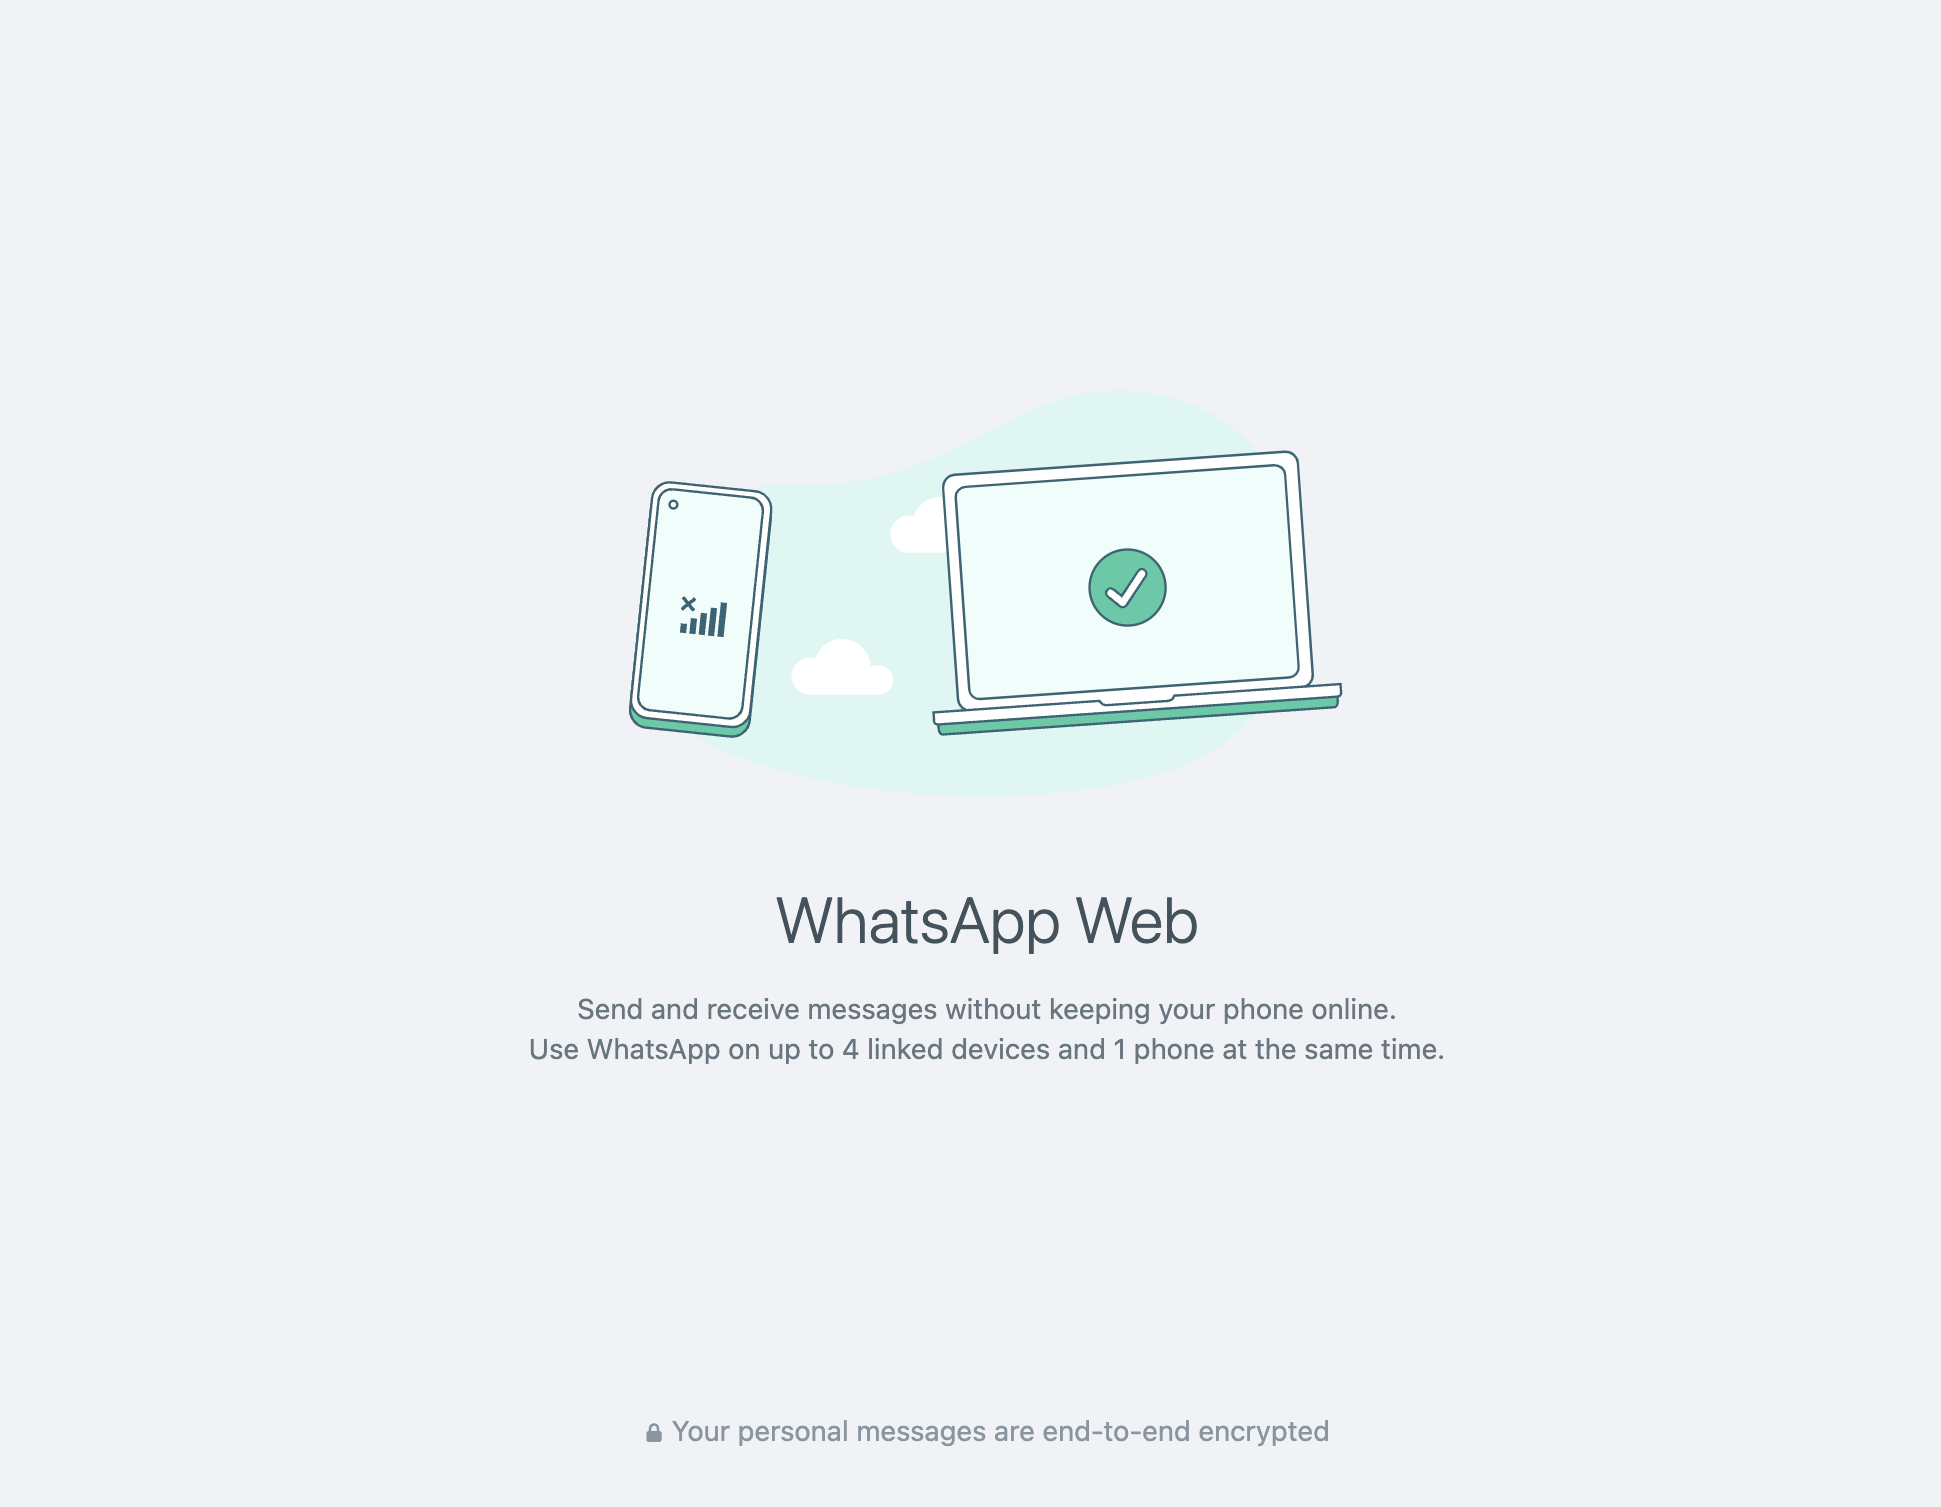 WhatsApp Web
Send and receive messages without keeping your phone online.
Use WhatsApp on up to 4 linked devices and 1 phone at the same time.
Your personal messages are end-to-end encrypted